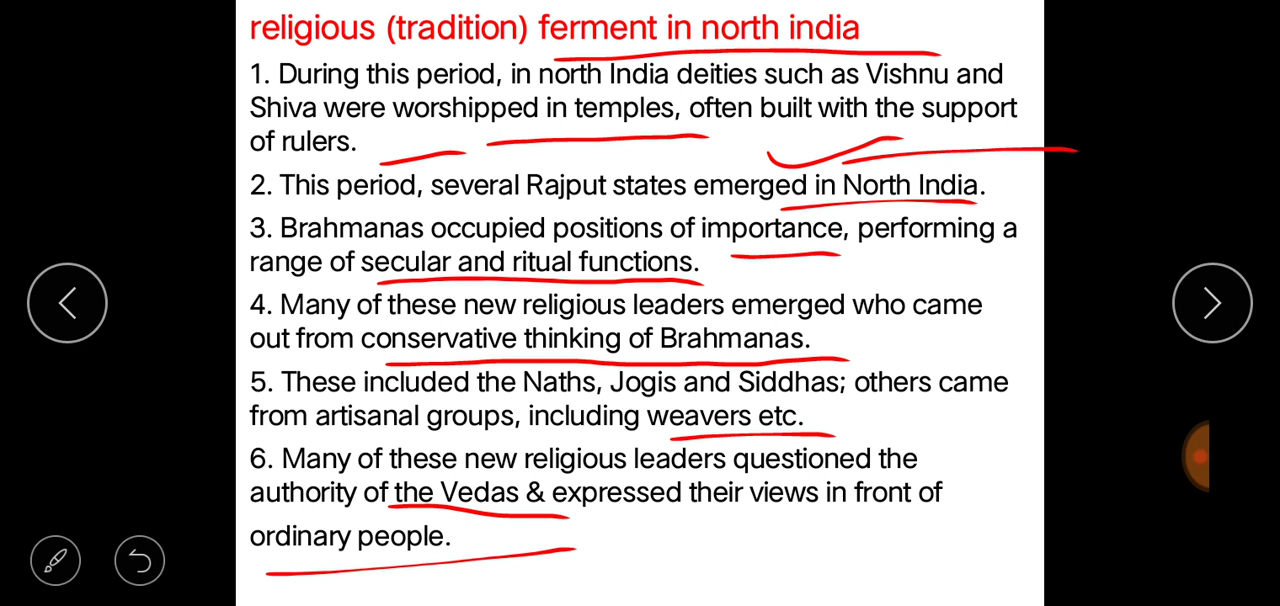 religious (tradition) ferment in north india
1. During this period, in north India deities such as Vishnu and
Shiva were worshipped in temples, often built with the support
of rulers.
2. This period, several Rajput states emerged in North India.
3. Brahmanas occupied positions of importance, performing a
range of secular and ritual functions.
4. Many of these new religious leaders emerged who came
out from conservative thinking of Brahmanas.
5. These included the Naths, Jogis and Siddhas; others came
from artisanal groups, including weavers etc.
6. Many of these new religious leaders questioned the
authority of the Vedas & expressed their views in front of
ordinary people.